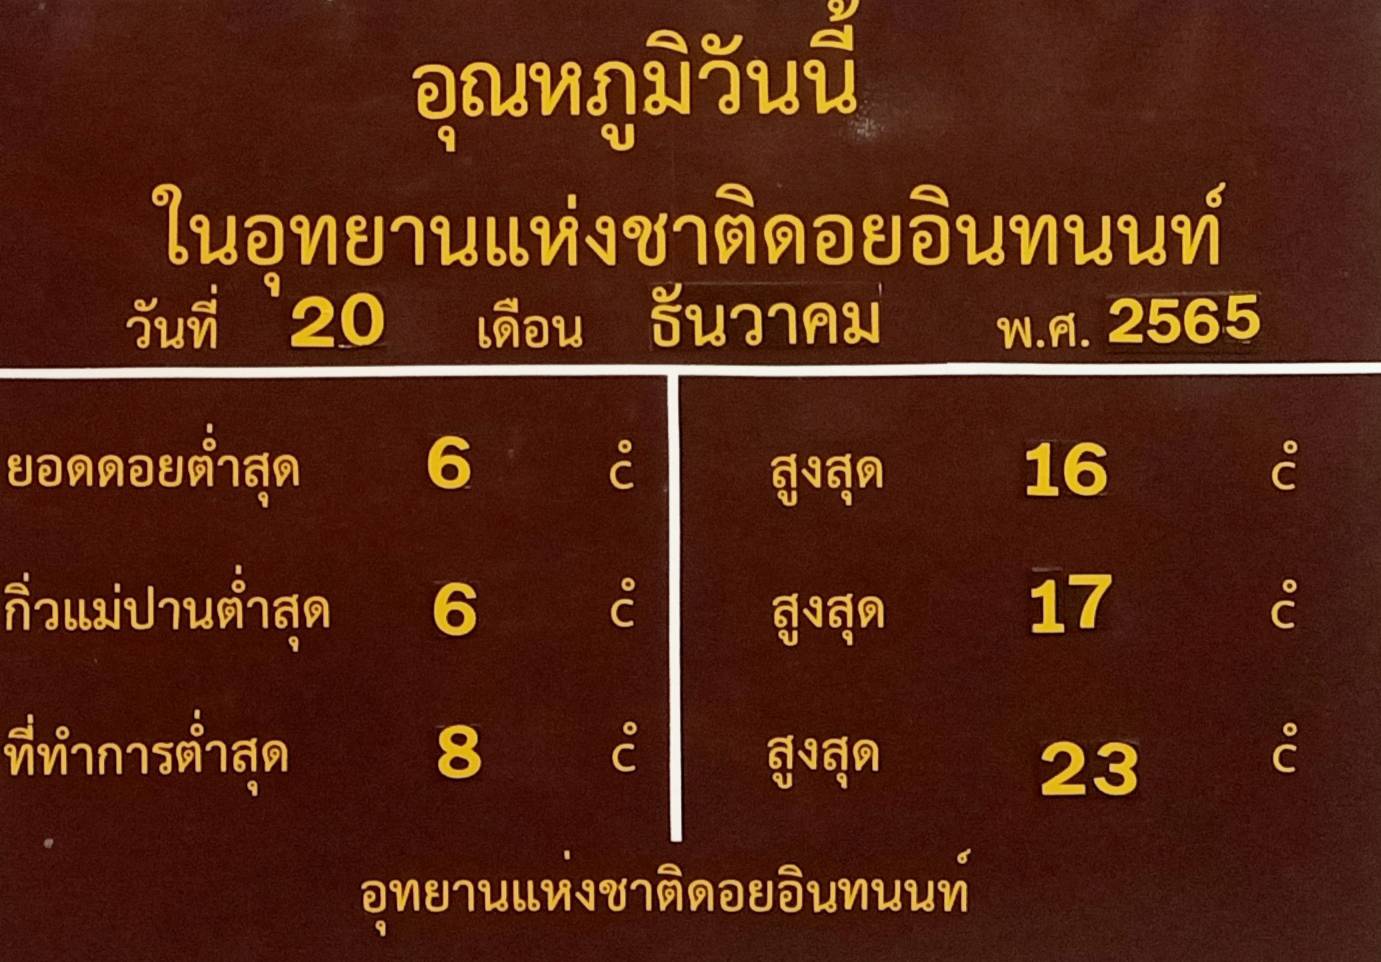 อุณหภูมิวันนี้
ในอุทยานแห่งชาติดอยอินทนนท์
วันที่ 20 เดือน ธันวาคม พ.ศ. 2565
ยอดดอยต่ำสุด 6 C° สูงสุด 16 C°
กิ่วแม่ปานต่ำสุด 6 C° สูงสุด 17 C°
ที่ทำการต่ำสุด 8 C° สูงสุด 23 C°
อุทยานแห่งชาติดอยอินทนนท์